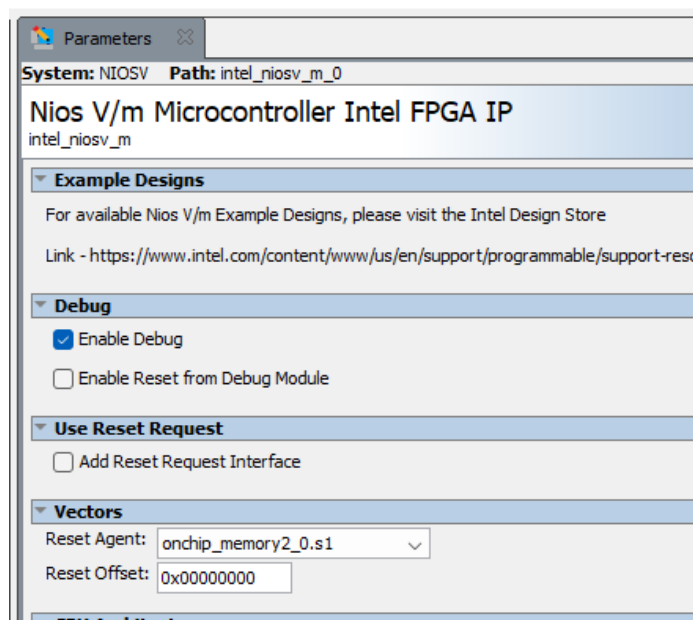 Parameters
System: NIOSV Path: intel_niosv_m_0
Nios V/m Microcontroller Intel FPGA IP
intel_niosv_m
Example Designs
For available Nios V/m Example Designs, please visit the Intel Design Store
Link - https://www.intel.com/content/www/us/en/support/programmable/support-reso
Debug
Enable Debug
Enable Reset from Debug Module
Use Reset Request
Add Reset Request Interface
Vectors
Reset Agent: onchip_memory2_0.s1
Reset Offset: 0x00000000